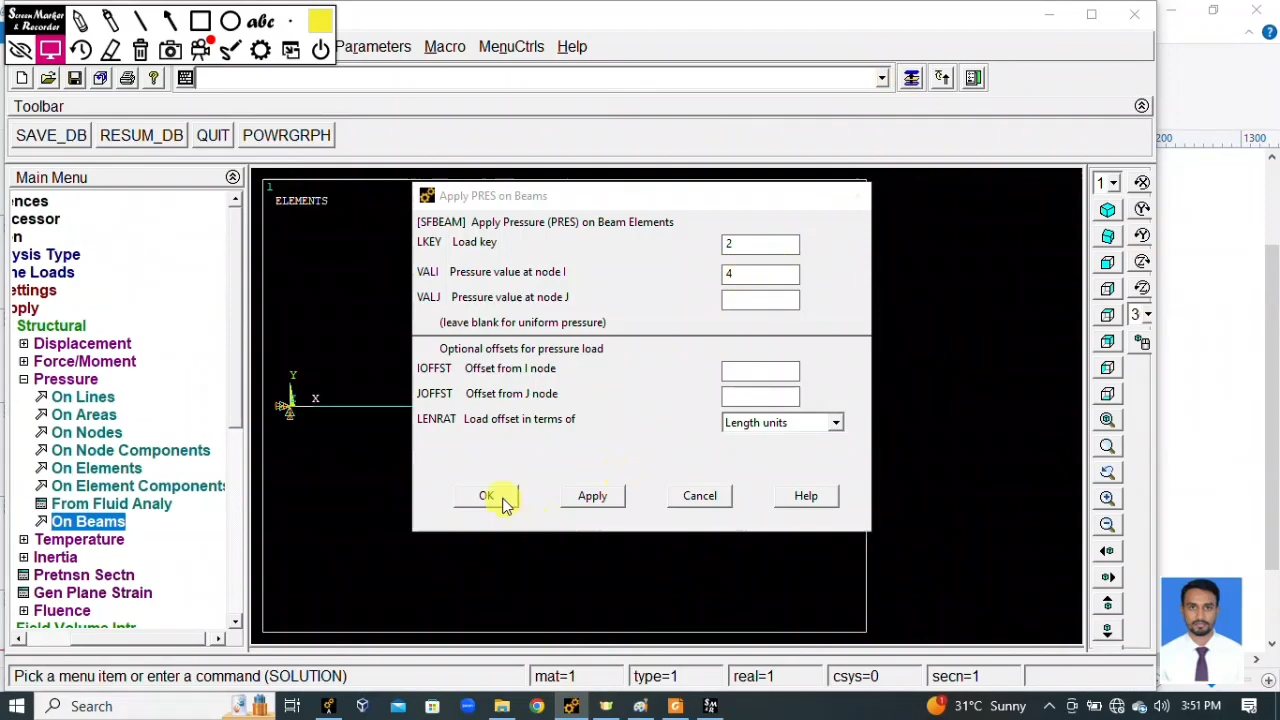 Screen Marker
& Recorder
abc
Parameters Macro MenuCtrls Help
Toolbar
SAVE_DB RESUM_DB QUIT POWRGRPH
Main Menu
ences
cessor
on
ysis Type
ne Loads
ettings
pply
Structural
Displacement
Force/Moment
Pressure
On Lines
On Areas
On Nodes
On Node Components
On Elements
On Element Components
From Fluid Analy
On Beams
Temperature
Inertia
Pretnsn Sectn
Gen Plane Strain
Fluence
Field Volume Intr
1
ELEMENTS
Y
X
Apply PRES on Beams
[SFBEAM] Apply Pressure (PRES) on Beam Elements
LKEY Load key 2
VALI Pressure value at node I 4
VALJ Pressure value at node J
(leave blank for uniform pressure)
Optional offsets for pressure load
IOFFST Offset from I node
JOFFST Offset from J node
LENRAT Load offset in terms of Length units
OK Apply Cancel Help
1
3
200 1300
Pick a menu item or enter a command (SOLUTION) mat=1 type=1 real=1 csys=0 secn=1
Search 31°C Sunny 3:51 PM